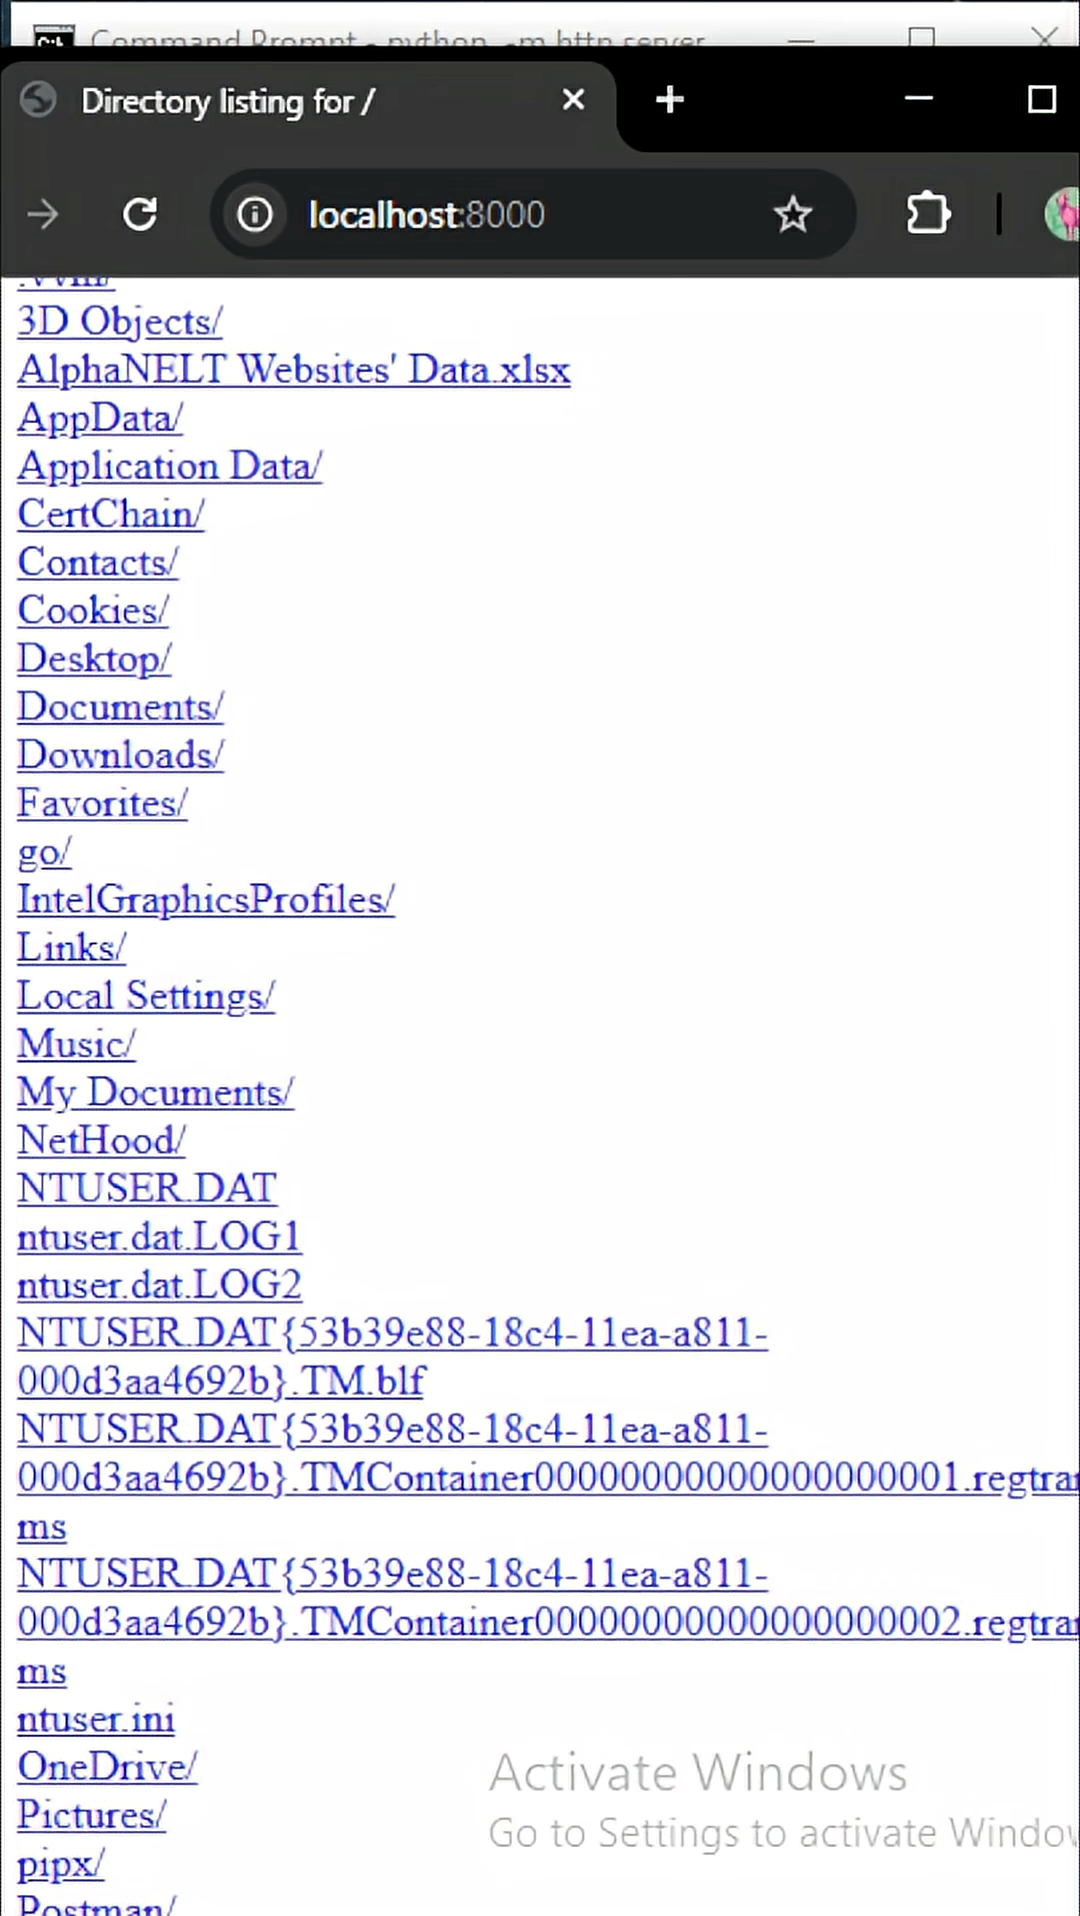 Command Prompt - python -m http.server
Directory listing for /
localhost:8000
.vvm/
3D Objects/
AlphaNELT Websites' Data.xlsx
AppData/
Application Data/
CertChain/
Contacts/
Cookies/
Desktop/
Documents/
Downloads/
Favorites/
go/
IntelGraphicsProfiles/
Links/
Local Settings/
Music/
My Documents/
NetHood/
NTUSER.DAT
ntuser.dat.LOG1
ntuser.dat.LOG2
NTUSER.DAT{53b39e88-18c4-11ea-a811-
000d3aa4692b}.TM.blf
NTUSER.DAT{53b39e88-18c4-11ea-a811-
000d3aa4692b}.TMContainer00000000000000000001.regtra
ms
NTUSER.DAT{53b39e88-18c4-11ea-a811-
000d3aa4692b}.TMContainer00000000000000000002.regtra
ms
ntuser.ini
OneDrive/
Pictures/
pipx/
Postman/
Activate Windows
Go to Settings to activate Window